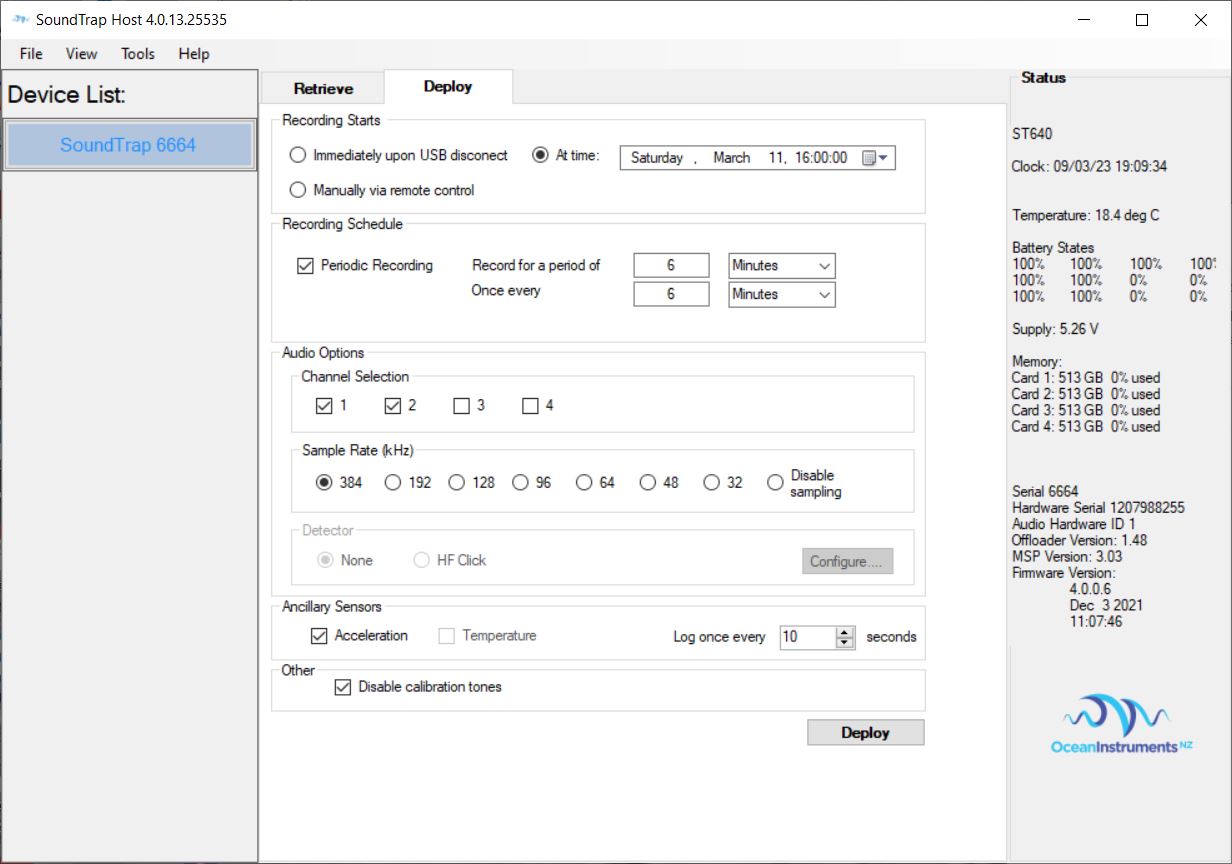 SoundTrap Host 4.0.13.25535
File View Tools Help
Device List:
SoundTrap 6664
Retrieve Deploy
Recording Starts
Immediately upon USB disconect At time: Saturday , March 11, 16:00:00
Manually via remote control
Recording Schedule
Periodic Recording Record for a period of 6 Minutes
Once every 6 Minutes
Audio Options
Channel Selection
1 2 3 4
Sample Rate (kHz)
384 192 128 96 64 48 32 Disable sampling
Detector
None HF Click Configure....
Ancillary Sensors
Acceleration Temperature Log once every 10 seconds
Other
Disable calibration tones
Deploy
Status
ST640
Clock: 09/03/23 19:09:34
Temperature: 18.4 deg C
Battery States
100% 100% 100% 100%
100% 100% 0% 0%
100% 100% 0% 0%
Supply: 5.26 V
Memory:
Card 1: 513 GB 0% used
Card 2: 513 GB 0% used
Card 3: 513 GB 0% used
Card 4: 513 GB 0% used
Serial 6664
Hardware Serial 1207988255
Audio Hardware ID 1
Offloader Version: 1.48
MSP Version: 3.03
Firmware Version:
4.0.0.6
Dec 3 2021
11:07:46
OceanInstruments NZ